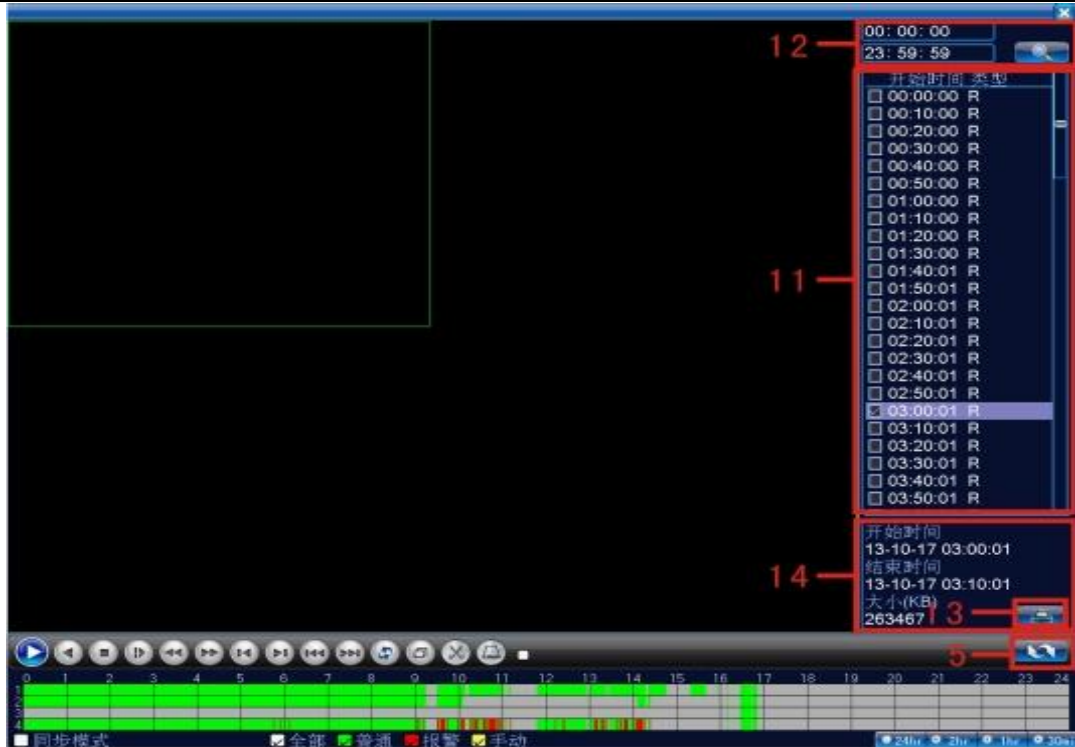 12
00: 00: 00
23: 59: 59
开始时间 类型
00:00:00 R
00:10:00 R
00:20:00 R
00:30:00 R
00:40:00 R
00:50:00 R
01:00:00 R
01:10:00 R
01:20:00 R
01:30:00 R
11
01:40:01 R
01:50:01 R
02:00:01 R
02:10:01 R
02:20:01 R
02:30:01 R
02:40:01 R
02:50:01 R
03:00:01 R
03:10:01 R
03:20:01 R
03:30:01 R
03:40:01 R
03:50:01 R
开始时间
13-10-17 03:00:01
结束时间
14
13-10-17 03:10:01
大小(KB)
263467
13
5
0 1 2 3 4 5 6 7 8 9 10 11 12 13 14 15 16 17 18 19 20 21 22 23 24
1
2
3
4
同步模式 全部 普通 报警 手动
24hr 2hr 1hr 30mi